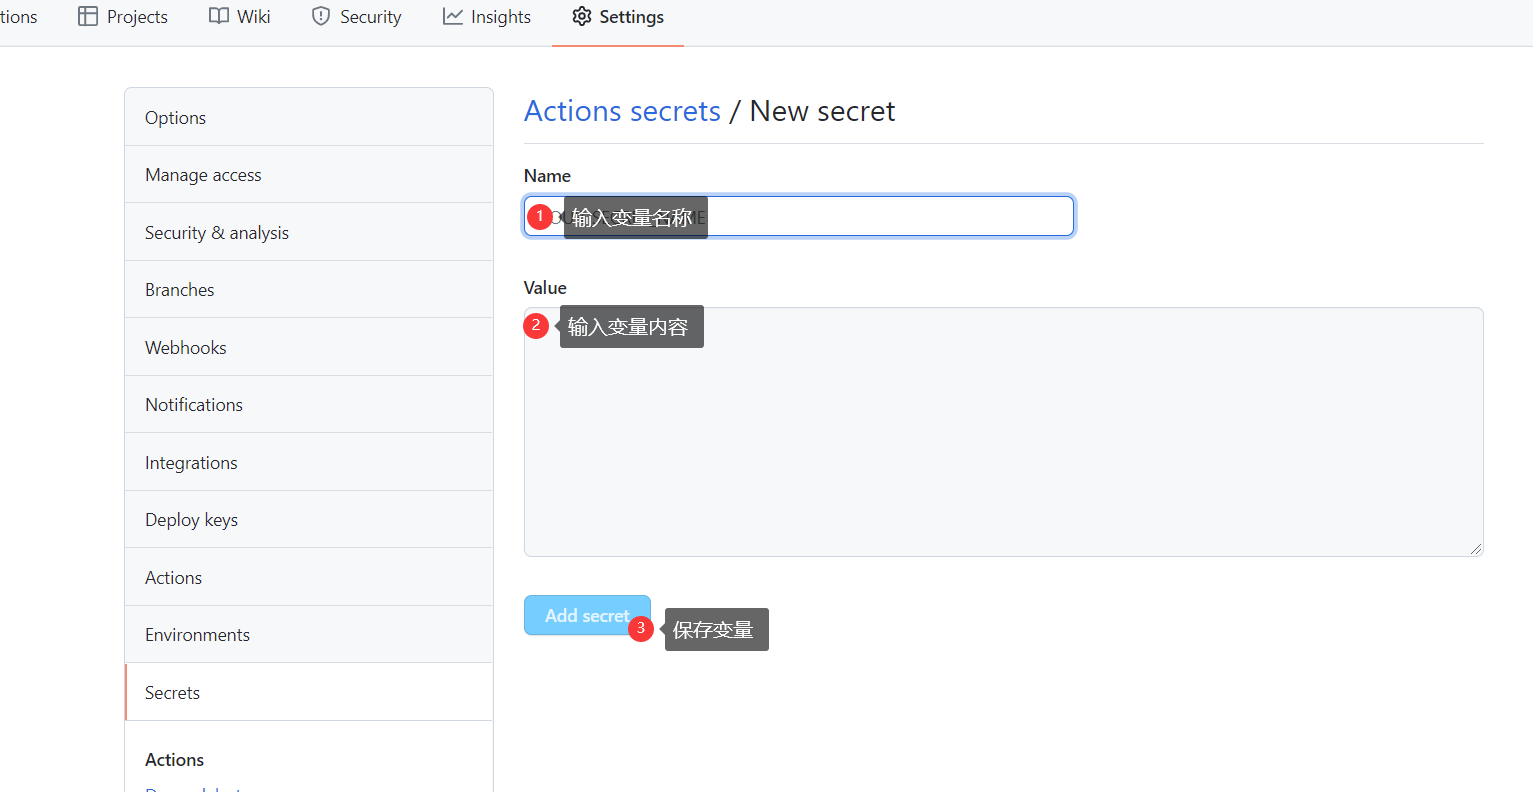 tions Projects Wiki Security Insights Settings
Options
Manage access
Security & analysis
Branches
Webhooks
Notifications
Integrations
Deploy keys
Actions
Environments
Secrets
Actions
Actions secrets / New secret
Name
1 输入变量名称
Value
2 输入变量内容
Add secret
3 保存变量